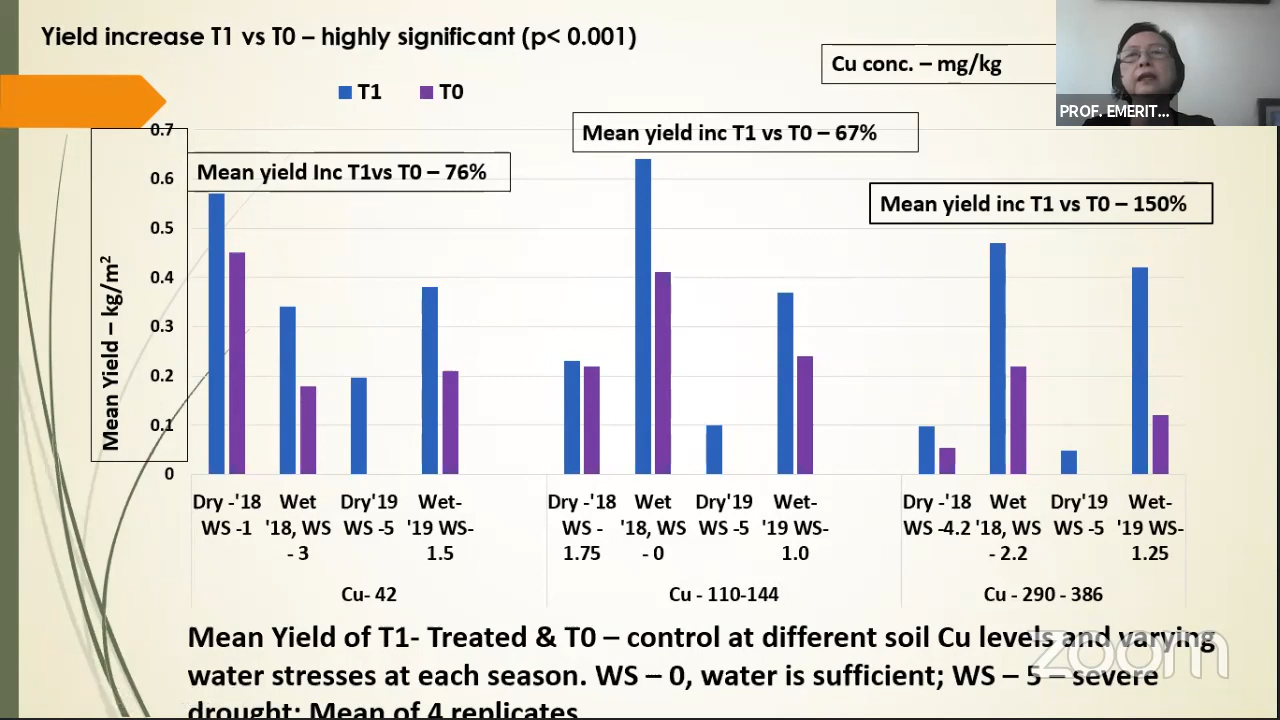 Yield increase T1 vs T0 – highly significant (p< 0.001)
Cu conc. – mg/kg
PROF. EMERIT...
T1 T0
Mean yield inc T1 vs T0 – 67%
Mean yield Inc T1vs T0 – 76%
Mean yield inc T1 vs T0 – 150%
Mean Yield – kg/m²
0.7
0.6
0.5
0.4
0.3
0.2
0.1
0
Dry -'18
WS -1
Wet
'18, WS
- 3
Dry'19
WS -5
Wet-
'19 WS-
1.5
Dry -'18
WS -
1.75
Wet
'18, WS
- 0
Dry'19
WS -5
Wet-
'19 WS-
1.0
Dry -'18
WS -4.2
Wet
'18, WS
- 2.2
Dry'19
WS -5
Wet-
'19 WS-
1.25
Cu- 42
Cu - 110-144
Cu - 290 - 386
Mean Yield of T1- Treated & T0 – control at different soil Cu levels and varying
water stresses at each season. WS – 0, water is sufficient; WS – 5 – severe
drought; Mean of 4 replicates
zoom